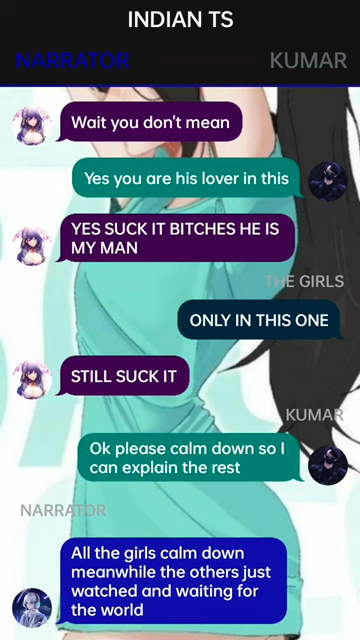 INDIAN TS
NARRATOR
KUMAR
Wait you don't mean
Yes you are his lover in this
YES SUCK IT BITCHES HE IS
MY MAN
THE GIRLS
ONLY IN THIS ONE
STILL SUCK IT
KUMAR
Ok please calm down so I
can explain the rest
NARRATOR
All the girls calm down
meanwhile the others just
watched and waiting for
the world